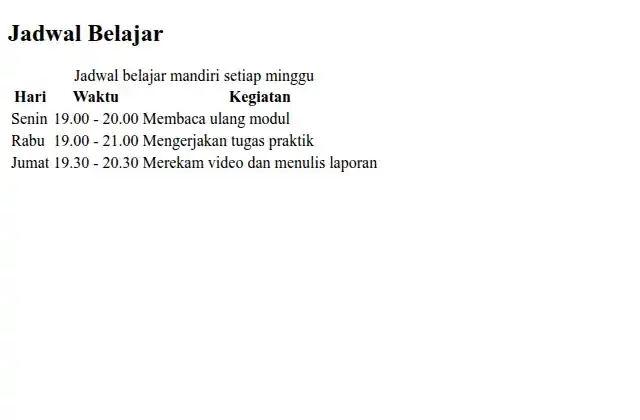 Jadwal Belajar
Jadwal belajar mandiri setiap minggu
Hari Waktu Kegiatan
Senin 19.00 - 20.00 Membaca ulang modul
Rabu 19.00 - 21.00 Mengerjakan tugas praktik
Jumat 19.30 - 20.30 Merekam video dan menulis laporan